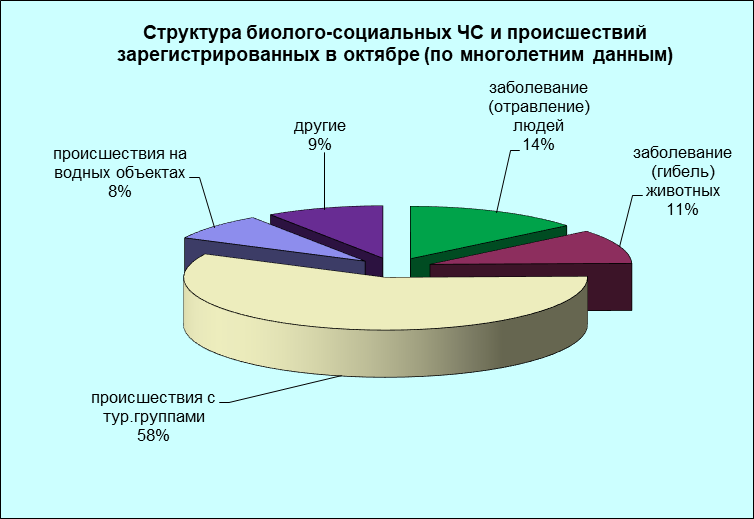 Структура биолого-социальных ЧС и происшествий
зарегистрированных в октябре (по многолетним данным)
заболевание
(отравление)
людей
14%
другие
9%
происшествия на
водных объектах
8%
заболевание
(гибель)
животных
11%
происшествия с
тур.группами
58%